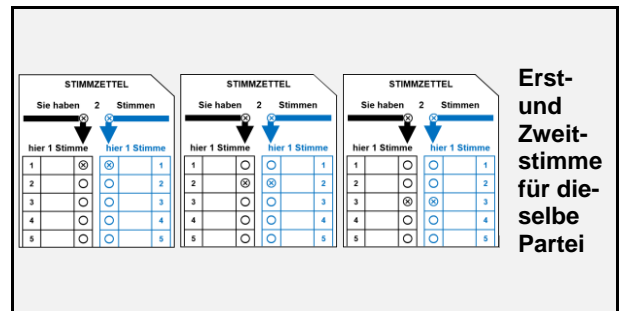 STIMMZETTEL
Sie haben 2 Stimmen
hier 1 Stimme hier 1 Stimme
1 1
2 2
3 3
4 4
5 5
STIMMZETTEL
Sie haben 2 Stimmen
hier 1 Stimme hier 1 Stimme
1 1
2 2
3 3
4 4
5 5
STIMMZETTEL
Sie haben 2 Stimmen
hier 1 Stimme hier 1 Stimme
1 1
2 2
3 3
4 4
5 5
Erst-
und
Zweit-
stimme
für die-
selbe
Partei